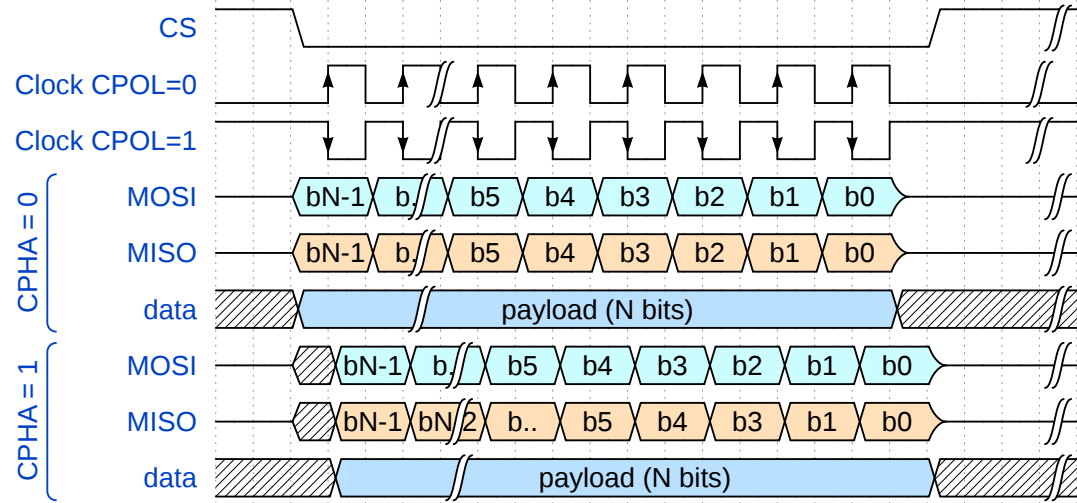 CS
Clock CPOL=0
Clock CPOL=1
CPHA = 0
MOSI bN-1 b. b5 b4 b3 b2 b1 b0
MISO bN-1 b. b5 b4 b3 b2 b1 b0
data payload (N bits)
CPHA = 1
MOSI bN-1 b. b5 b4 b3 b2 b1 b0
MISO bN-1 bN 2 b.. b5 b4 b3 b1 b0
data payload (N bits)